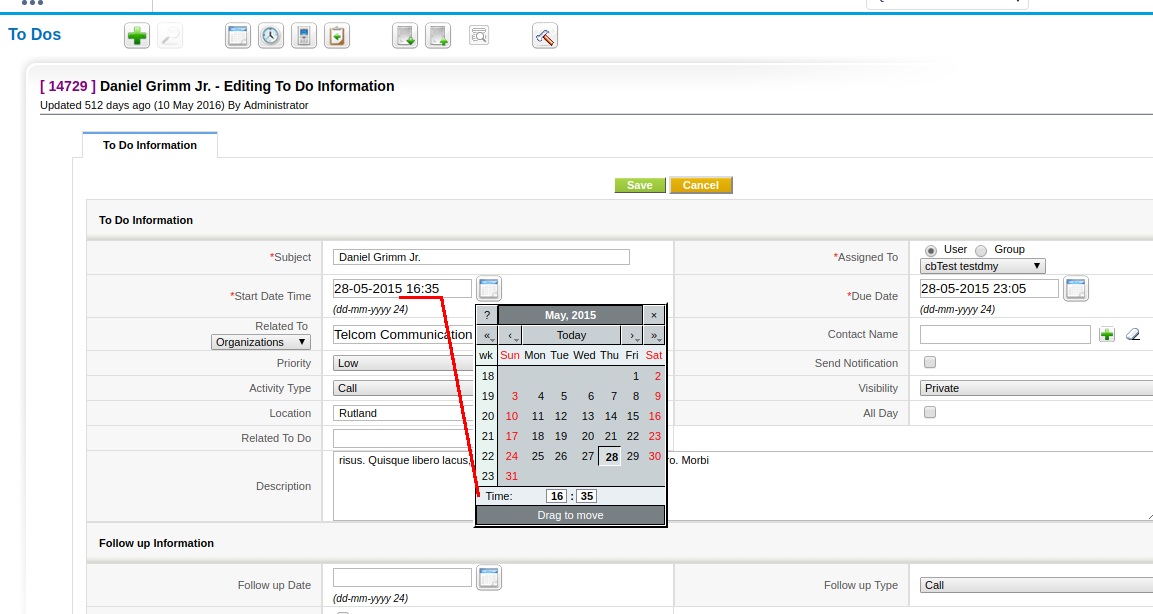 To Dos
[ 14729 ] Daniel Grimm Jr. - Editing To Do Information
Updated 512 days ago (10 May 2016) By Administrator
To Do Information
Save Cancel
To Do Information
*Subject Daniel Grimm Jr. *Assigned To User Group
cbTest testdmy
*Start Date Time 28-05-2015 16:35 *Due Date 28-05-2015 23:05
(dd-mm-yyyy 24) (dd-mm-yyyy 24)
Related To
Organizations Telcom Communication Contact Name
Priority Low Send Notification
Activity Type Call Visibility Private
Location Rutland All Day
Related To Do
Description risus. Quisque libero lacus, o. Morbi
? May, 2015 ×
« ‹ Today › »
wk Sun Mon Tue Wed Thu Fri Sat
18 1 2
19 3 4 5 6 7 8 9
20 10 11 12 13 14 15 16
21 17 18 19 20 21 22 23
22 24 25 26 27 28 29 30
23 31
Time: 16 : 35
Drag to move
Follow up Information
Follow up Date Follow up Type Call
(dd-mm-yyyy 24)